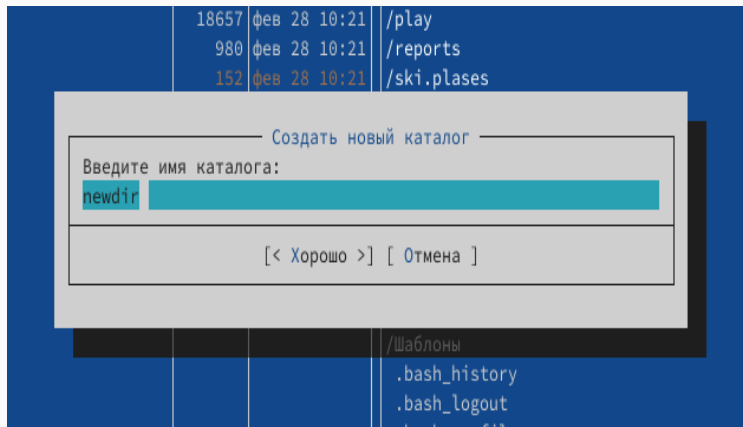 18657 фев 28 10:21 /play
980 фев 28 10:21 /reports
152 фев 28 10:21 /ski.plases
Создать новый каталог
Введите имя каталога:
newdir
[< Хорошо >] [ Отмена ]
/Шаблоны
.bash_history
.bash_logout